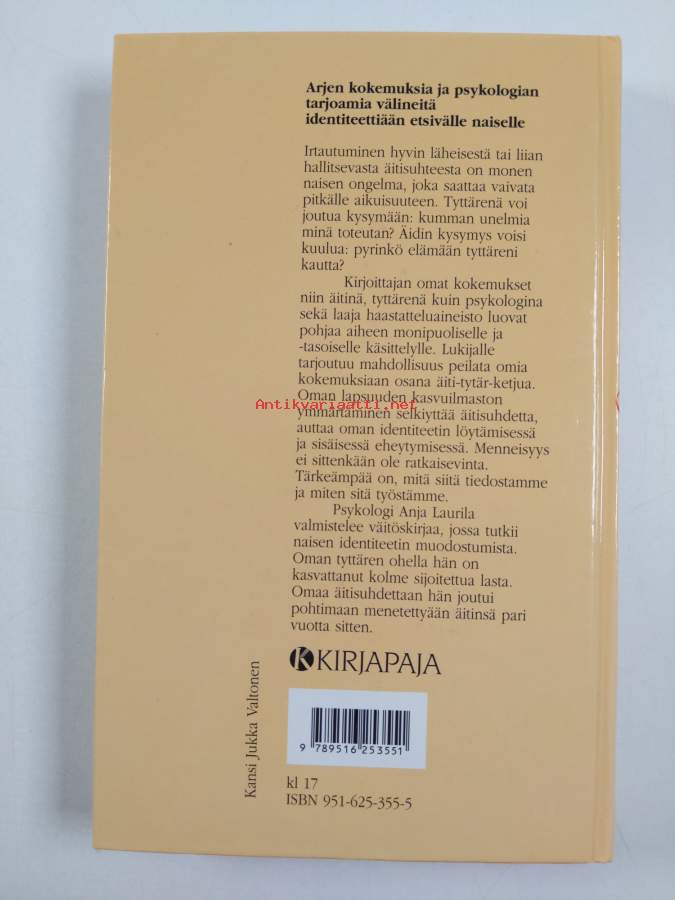 Arjen kokemuksia ja psykologian
tarjoamia välineitä
identiteettiään etsivälle naiselle
Irtautuminen hyvin läheisestä tai liian
hallitsevasta äitisuhteesta on monen
naisen ongelma, joka saattaa vaivata
pitkälle aikuisuuteen. Tyttärenä voi
joutua kysymään: kumman unelmia
minä toteutan? Äidin kysymys voisi
kuulua: pyrinkö elämään tyttäreni
kautta?
Kirjoittajan omat kokemukset
niin äitinä, tyttärenä kuin psykologina
sekä laaja haastatteluaineisto luovat
pohjaa aiheen monipuoliselle ja
-tasoiselle käsittelylle. Lukijalle
tarjoutuu mahdollisuus peilata omia
kokemuksiaan osana äiti-tytär-ketjua.
Oman lapsuuden kasvuilmaston
Antikvariaatti.net
ymmärtäminen selkiyttää äitisuhdetta,
auttaa oman identiteetin löytämisessä
ja sisäisessä eheytymisessä. Menneisyys
ei sittenkään ole ratkaisevinta.
Tärkeämpää on, mitä siitä tiedostamme
ja miten sitä työstämme.
Psykologi Anja Laurila
valmistelee väitöskirjaa, jossa tutkii
naisen identiteetin muodostumista.
Oman tyttären ohella hän on
kasvattanut kolme sijoitettua lasta.
Omaa äitisuhdettaan hän joutui
pohtimaan menetettyään äitinsä pari
vuotta sitten.
KIRJAPAJA
Kansi Jukka Valtonen
9 789516 253551
kl 17
ISBN 951-625-355-5